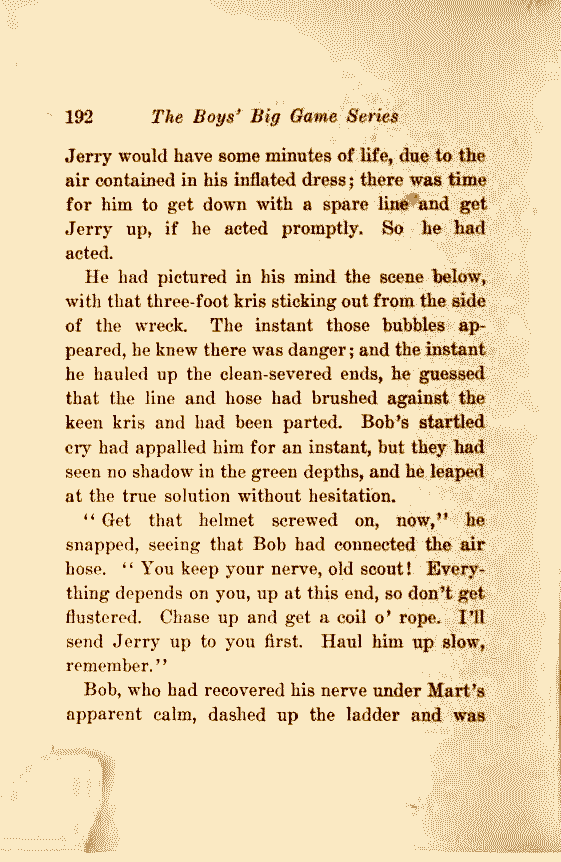 192 The Boys' Big Game Series
Jerry would have some minutes of life, due to the
air contained in his inflated dress; there was time
for him to get down with a spare line and get
Jerry up, if he acted promptly. So he had
acted.
He had pictured in his mind the scene below,
with that three-foot kris sticking out from the side
of the wreck. The instant those bubbles ap-
peared, he knew there was danger; and the instant
he hauled up the clean-severed ends, he guessed
that the line and hose had brushed against the
keen kris and had been parted. Bob's startled
cry had appalled him for an instant, but they had
seen no shadow in the green depths, and he leaped
at the true solution without hesitation.
"Get that helmet screwed on, now," he
snapped, seeing that Bob had connected the air
hose. "You keep your nerve, old scout! Every-
thing depends on you, up at this end, so don't get
flustered. Chase up and get a coil o' rope. I'll
send Jerry up to you first. Haul him up slow,
remember."
Bob, who had recovered his nerve under Mart's
apparent calm, dashed up the ladder and was